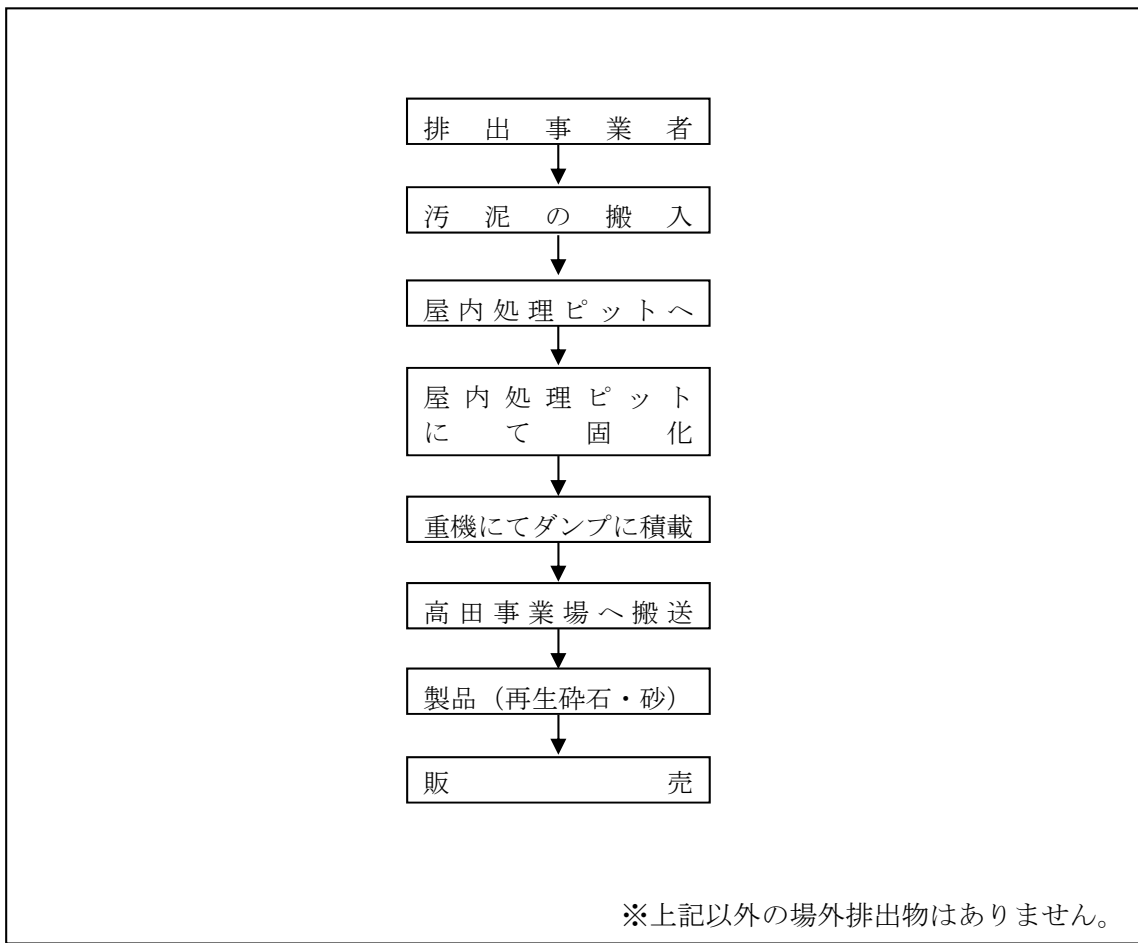 排出事業者
汚泥の搬入
屋内処理ピットへ
屋内処理ピット
にて固化
重機にてダンプに積載
高田事業場へ搬送
製品（再生砕石・砂）
販売
※上記以外の場外排出物はありません。